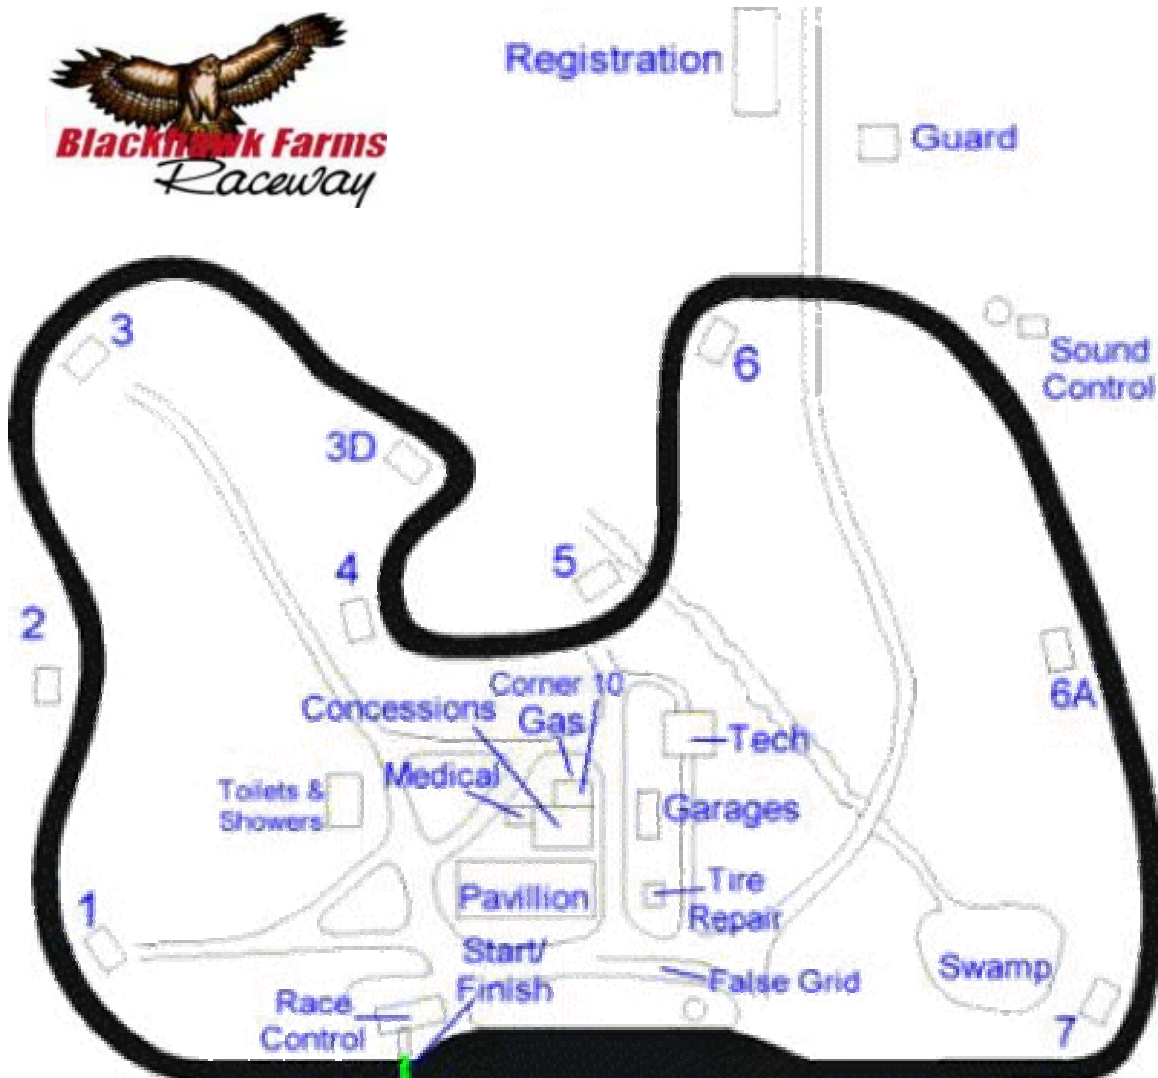 Blackhawk Farms
Raceway
Registration
Guard
3
6
Sound
Control
3D
4
5
2
6A
Corner 10
Concessions
Gas
Tech
Medical
Toilets &
Showers
Garages
1
Pavillion
Tire
Repair
Start/
Finish
False Grid
Swamp
Race
Control
7